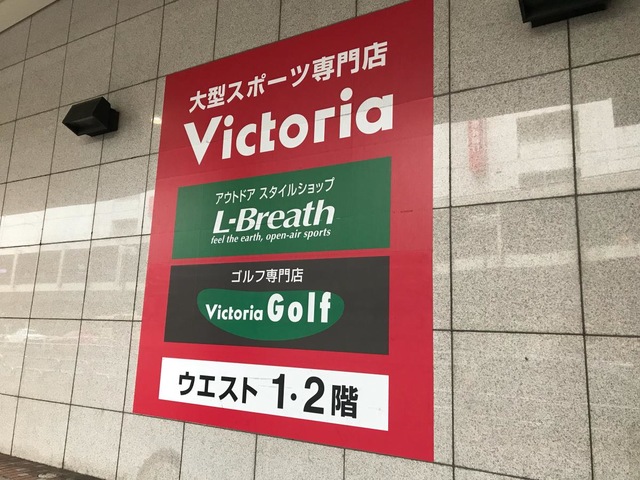 大型スポーツ専門店
Victoria
アウトドア スタイルショップ
L-Breath
feel the earth, open-air sports
ゴルフ専門店
Victoria Golf
ウエスト 1・2階